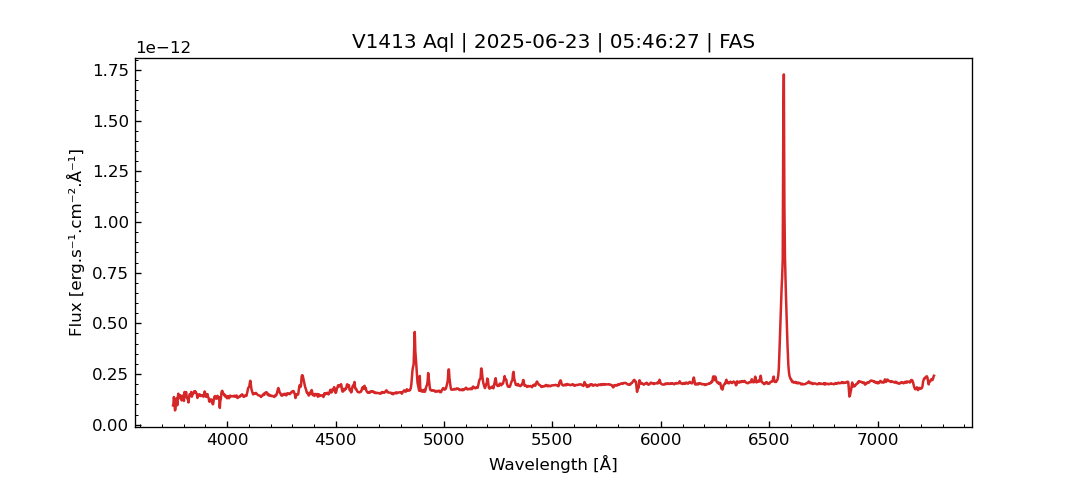 V1413 Aql | 2025-06-23 | 05:46:27 | FAS
1e−12
1.75
1.50
1.25
1.00
0.75
0.50
0.25
0.00
Flux [erg.s⁻¹.cm⁻².Å⁻¹]
4000 4500 5000 5500 6000 6500 7000
Wavelength [Å]